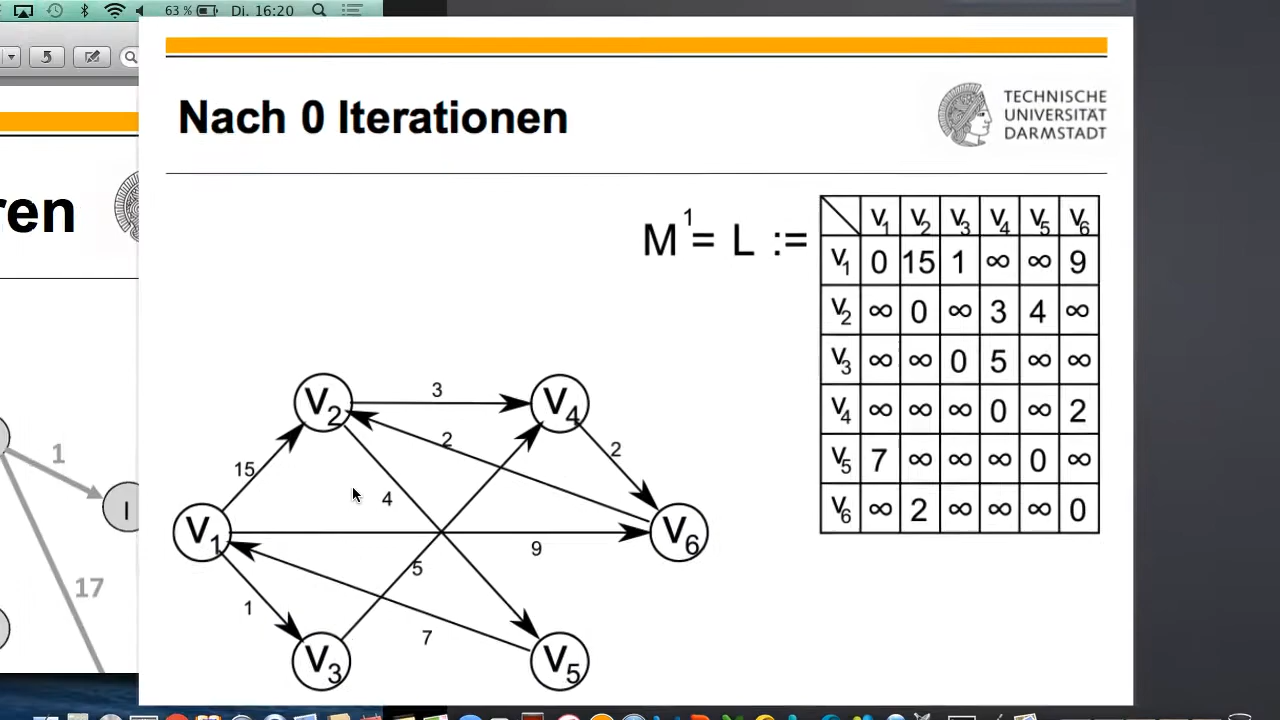 63 % Di. 16:20
Nach 0 Iterationen
TECHNISCHE
UNIVERSITÄT
DARMSTADT
ren
M¹= L :=
V₁ V₂ V₃ V₄ V₅ V₆
V₁ 0 15 1 ∞ ∞ 9
V₂ ∞ 0 ∞ 3 4 ∞
V₃ ∞ ∞ 0 5 ∞ ∞
V₄ ∞ ∞ ∞ 0 ∞ 2
V₅ 7 ∞ ∞ ∞ 0 ∞
V₆ ∞ 2 ∞ ∞ ∞ 0
3
V₂ V₄
2 2
15 4
1
I
V₁ V₆
9
5
17
1
7
V₃ V₅